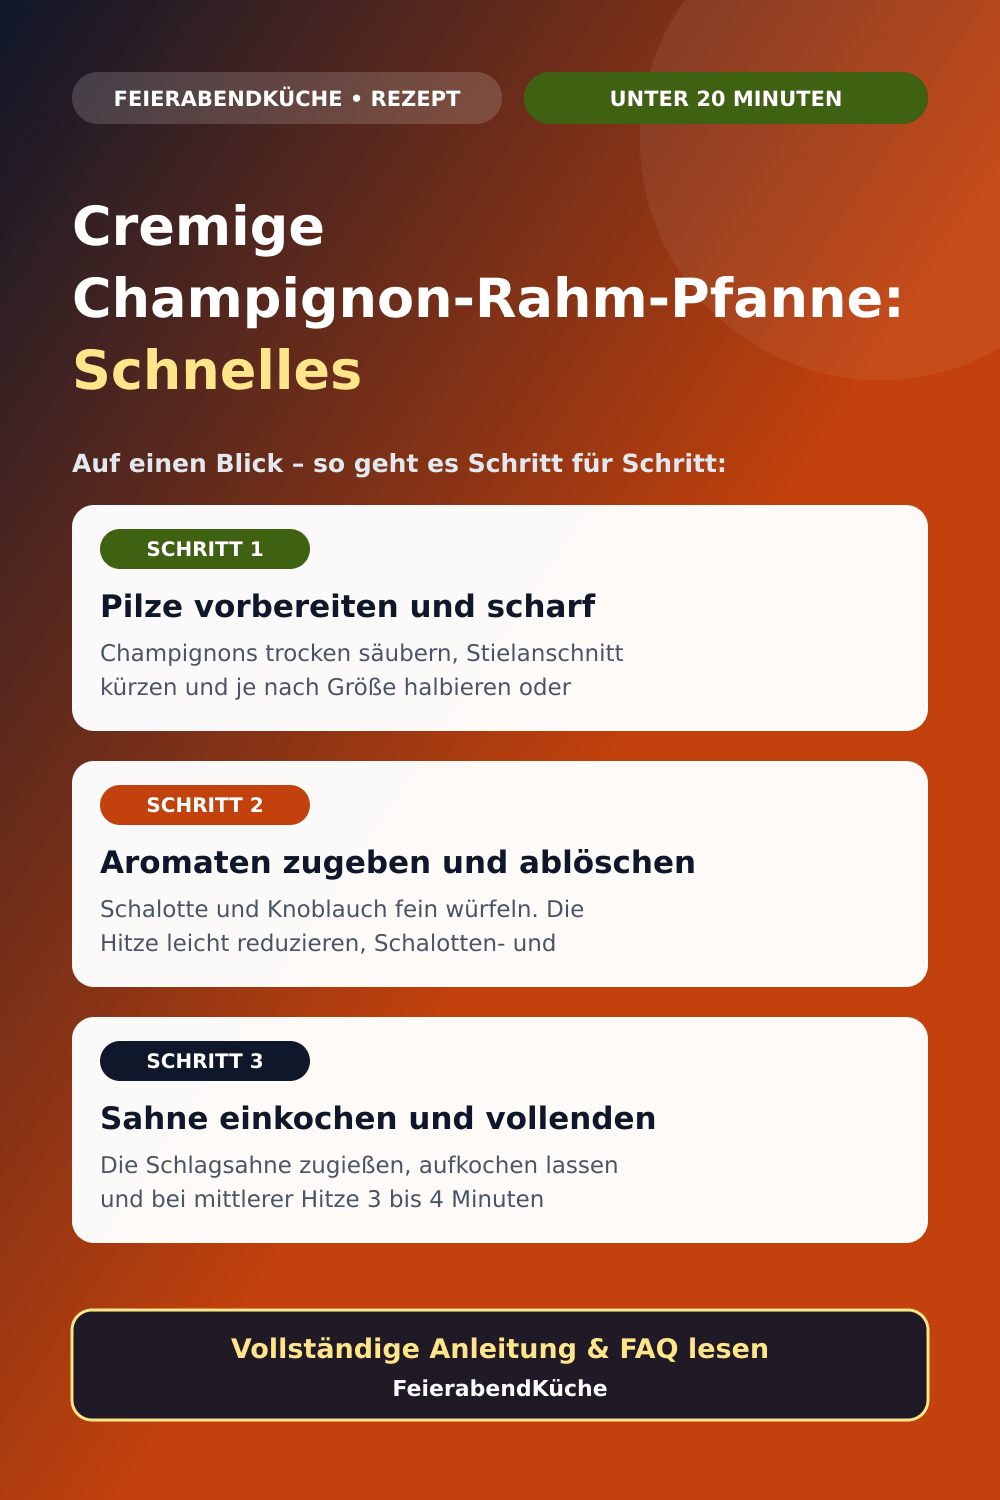 FEIERABENDKÜCHE • REZEPT
UNTER 20 MINUTEN
Cremige
Champignon-Rahm-Pfanne:
Schnelles
Auf einen Blick – so geht es Schritt für Schritt:
SCHRITT 1
Pilze vorbereiten und scharf
Champignons trocken säubern, Stielanschnitt
kürzen und je nach Größe halbieren oder
SCHRITT 2
Aromaten zugeben und ablöschen
Schalotte und Knoblauch fein würfeln. Die
Hitze leicht reduzieren, Schalotten- und
SCHRITT 3
Sahne einkochen und vollenden
Die Schlagsahne zugießen, aufkochen lassen
und bei mittlerer Hitze 3 bis 4 Minuten
Vollständige Anleitung & FAQ lesen
FeierabendKüche